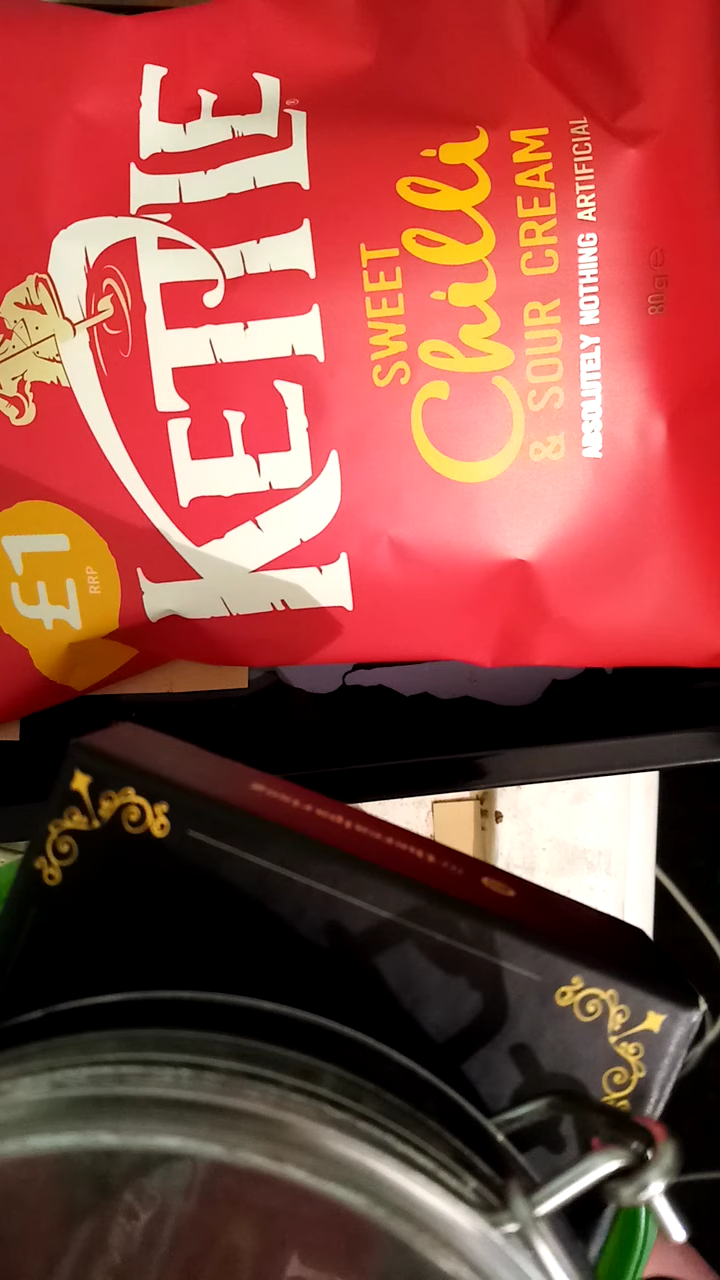 KETTLE®
SWEET
Chilli
& SOUR CREAM
ABSOLUTELY NOTHING ARTIFICIAL
80g e
£1
RRP